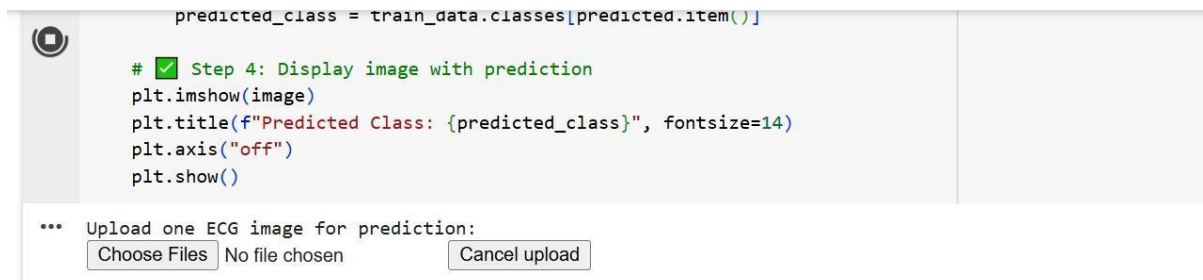 predicted_class = train_data.classes[predicted.item()]
# ✅ Step 4: Display image with prediction
plt.imshow(image)
plt.title(f"Predicted Class: {predicted_class}", fontsize=14)
plt.axis("off")
plt.show()
Upload one ECG image for prediction:
Choose Files No file chosen Cancel upload